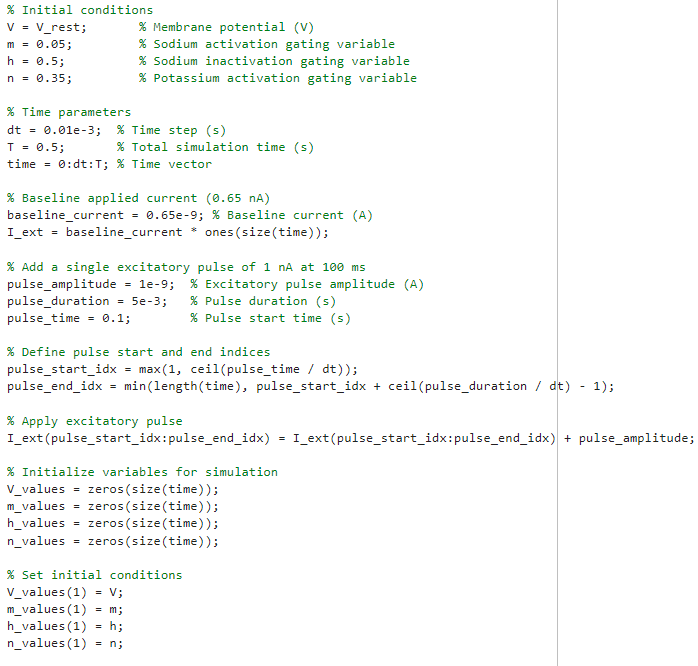 % Initial conditions
V = V_rest;       % Membrane potential (V)
m = 0.05;         % Sodium activation gating variable
h = 0.5;          % Sodium inactivation gating variable
n = 0.35;         % Potassium activation gating variable

% Time parameters
dt = 0.01e-3;  % Time step (s)
T = 0.5;       % Total simulation time (s)
time = 0:dt:T; % Time vector

% Baseline applied current (0.65 nA)
baseline_current = 0.65e-9; % Baseline current (A)
I_ext = baseline_current * ones(size(time));

% Add a single excitatory pulse of 1 nA at 100 ms
pulse_amplitude = 1e-9;  % Excitatory pulse amplitude (A)
pulse_duration = 5e-3;   % Pulse duration (s)
pulse_time = 0.1;        % Pulse start time (s)

% Define pulse start and end indices
pulse_start_idx = max(1, ceil(pulse_time / dt));
pulse_end_idx = min(length(time), pulse_start_idx + ceil(pulse_duration / dt) - 1);

% Apply excitatory pulse
I_ext(pulse_start_idx:pulse_end_idx) = I_ext(pulse_start_idx:pulse_end_idx) + pulse_amplitude;

% Initialize variables for simulation
V_values = zeros(size(time));
m_values = zeros(size(time));
h_values = zeros(size(time));
n_values = zeros(size(time));

% Set initial conditions
V_values(1) = V;
m_values(1) = m;
h_values(1) = h;
n_values(1) = n;